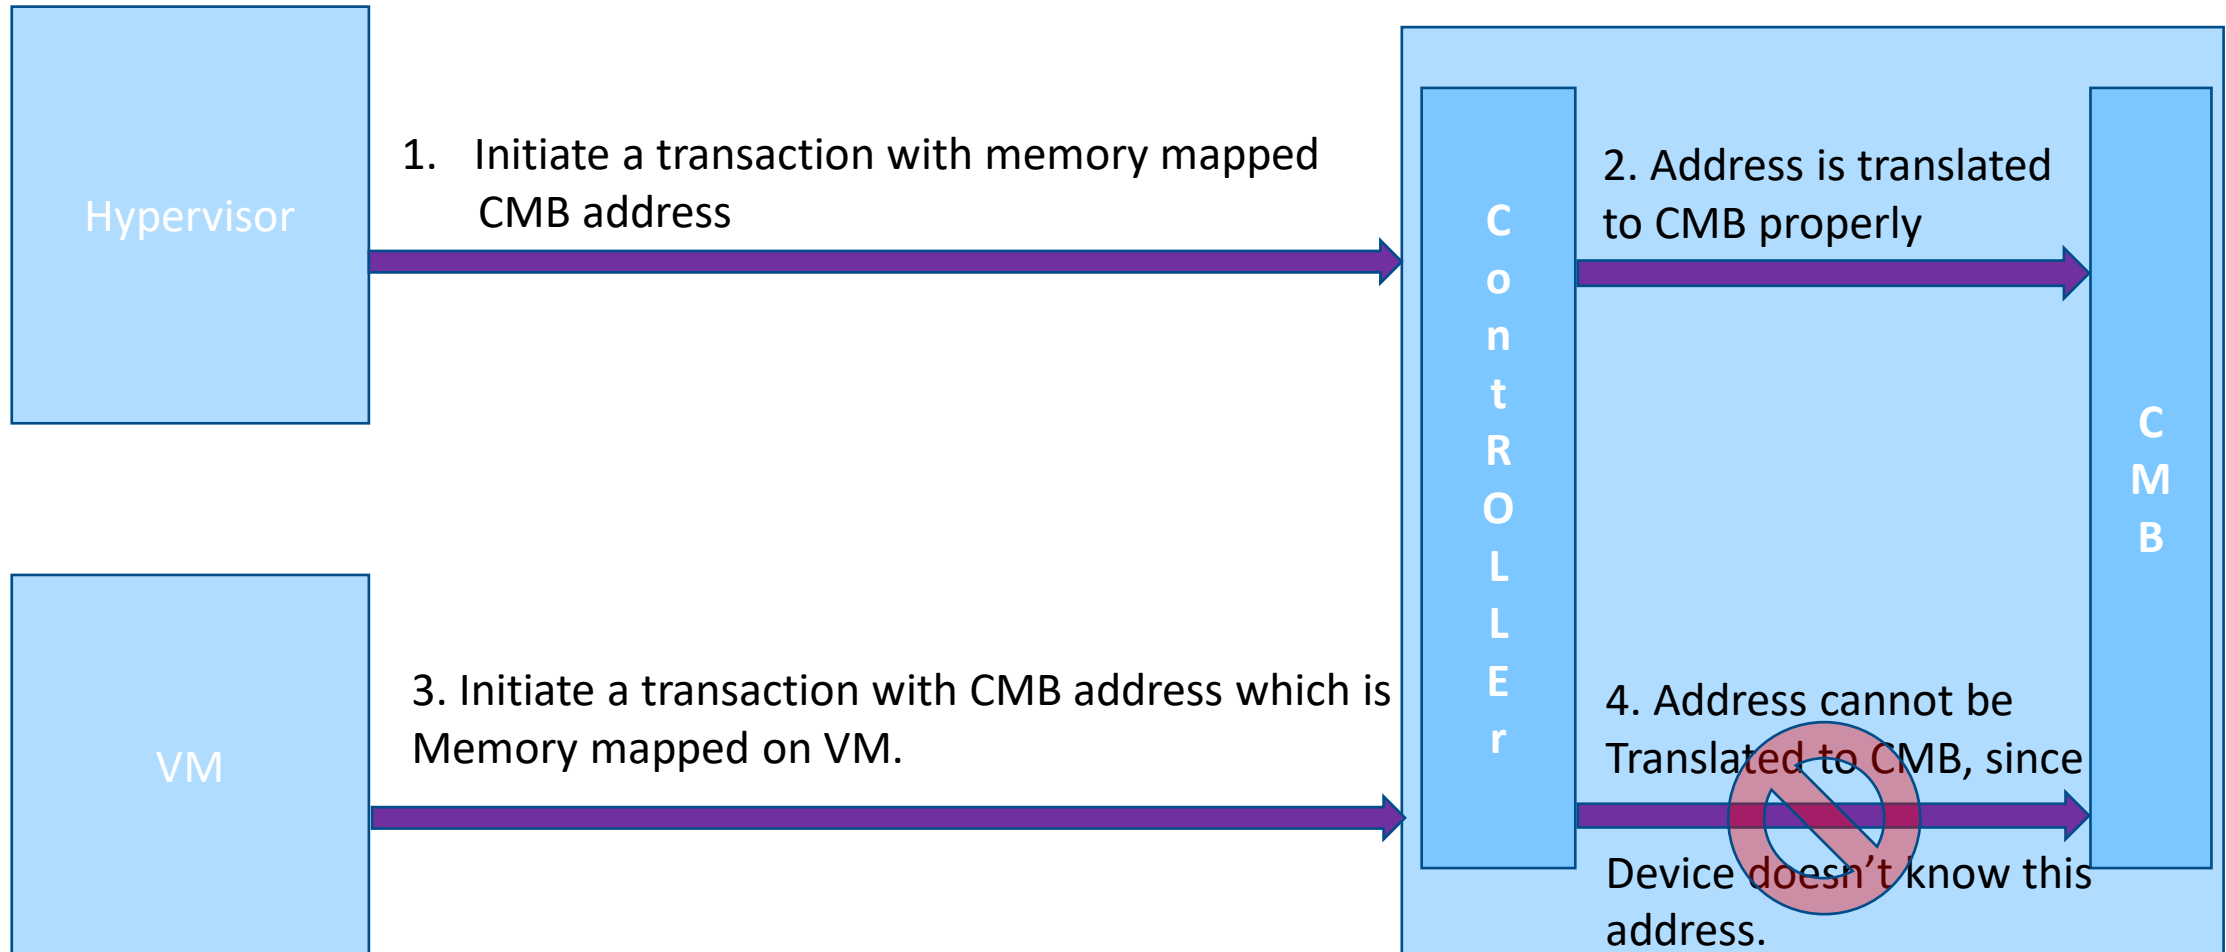 Hypervisor
1. Initiate a transaction with memory mapped
CMB address
C
o
n
t
R
O
L
L
E
r
2. Address is translated
to CMB properly
C
M
B
VM
3. Initiate a transaction with CMB address which is
Memory mapped on VM.
4. Address cannot be
Translated to CMB, since
Device doesn’t know this
address.